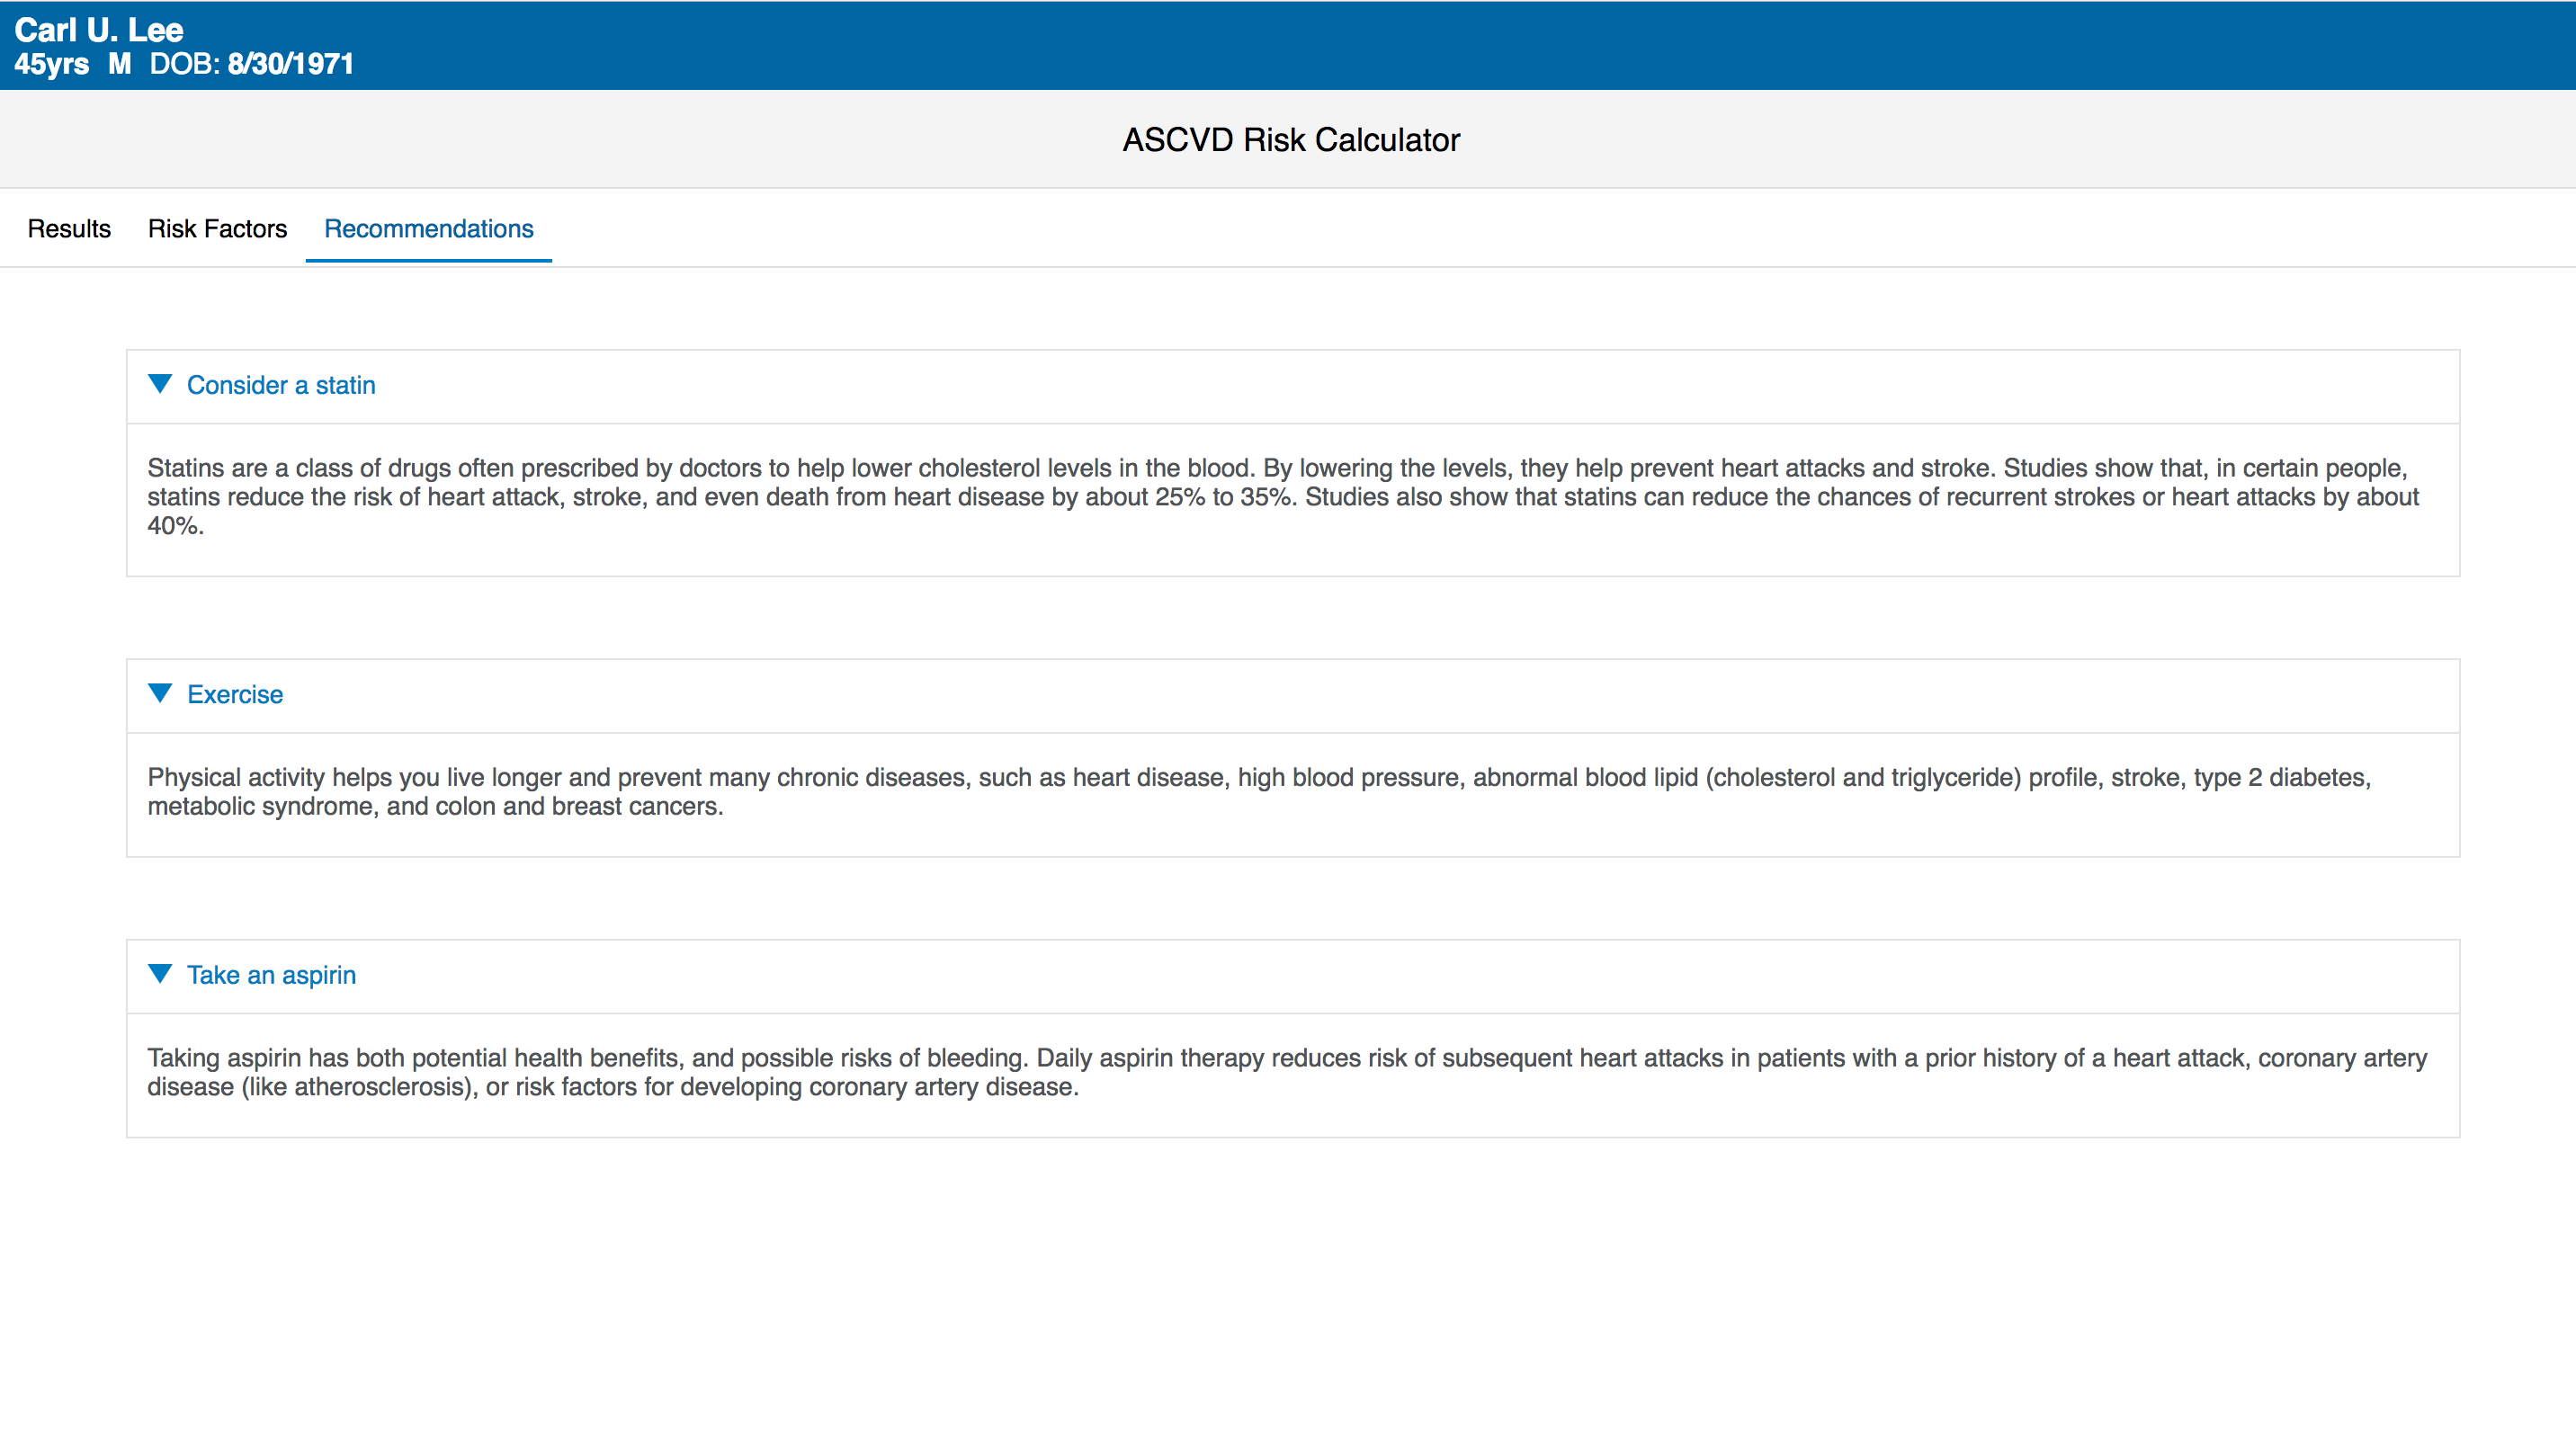 Carl U. Lee
45yrs M DOB: 8/30/1971
ASCVD Risk Calculator
Results Risk Factors Recommendations
Consider a statin
Statins are a class of drugs often prescribed by doctors to help lower cholesterol levels in the blood. By lowering the levels, they help prevent heart attacks and stroke. Studies show that, in certain people,
statins reduce the risk of heart attack, stroke, and even death from heart disease by about 25% to 35%. Studies also show that statins can reduce the chances of recurrent strokes or heart attacks by about
40%.
Exercise
Physical activity helps you live longer and prevent many chronic diseases, such as heart disease, high blood pressure, abnormal blood lipid (cholesterol and triglyceride) profile, stroke, type 2 diabetes,
metabolic syndrome, and colon and breast cancers.
Take an aspirin
Taking aspirin has both potential health benefits, and possible risks of bleeding. Daily aspirin therapy reduces risk of subsequent heart attacks in patients with a prior history of a heart attack, coronary artery
disease (like atherosclerosis), or risk factors for developing coronary artery disease.